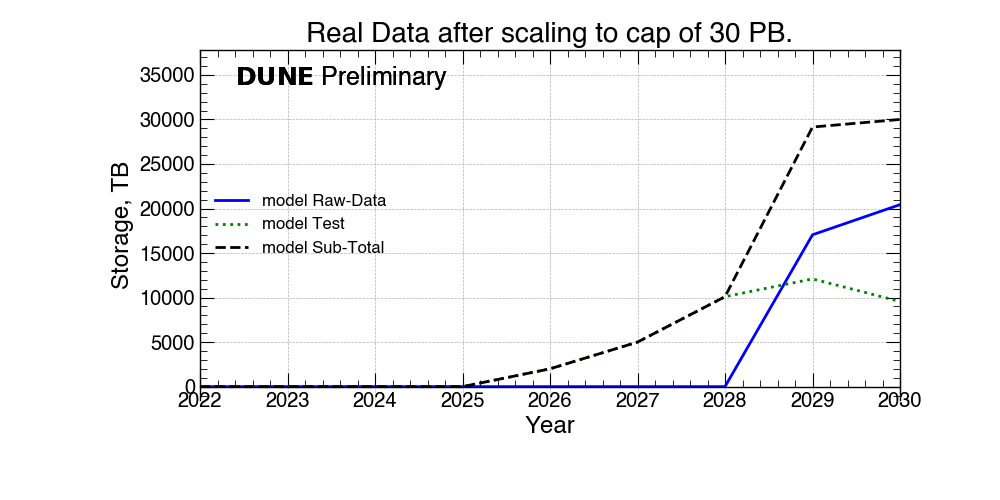 Real Data after scaling to cap of 30 PB.
DUNE Preliminary
Storage, TB
35000
30000
25000
20000
15000
10000
5000
0
model Raw-Data
model Test
model Sub-Total
2022 2023 2024 2025 2026 2027 2028 2029 2030
Year